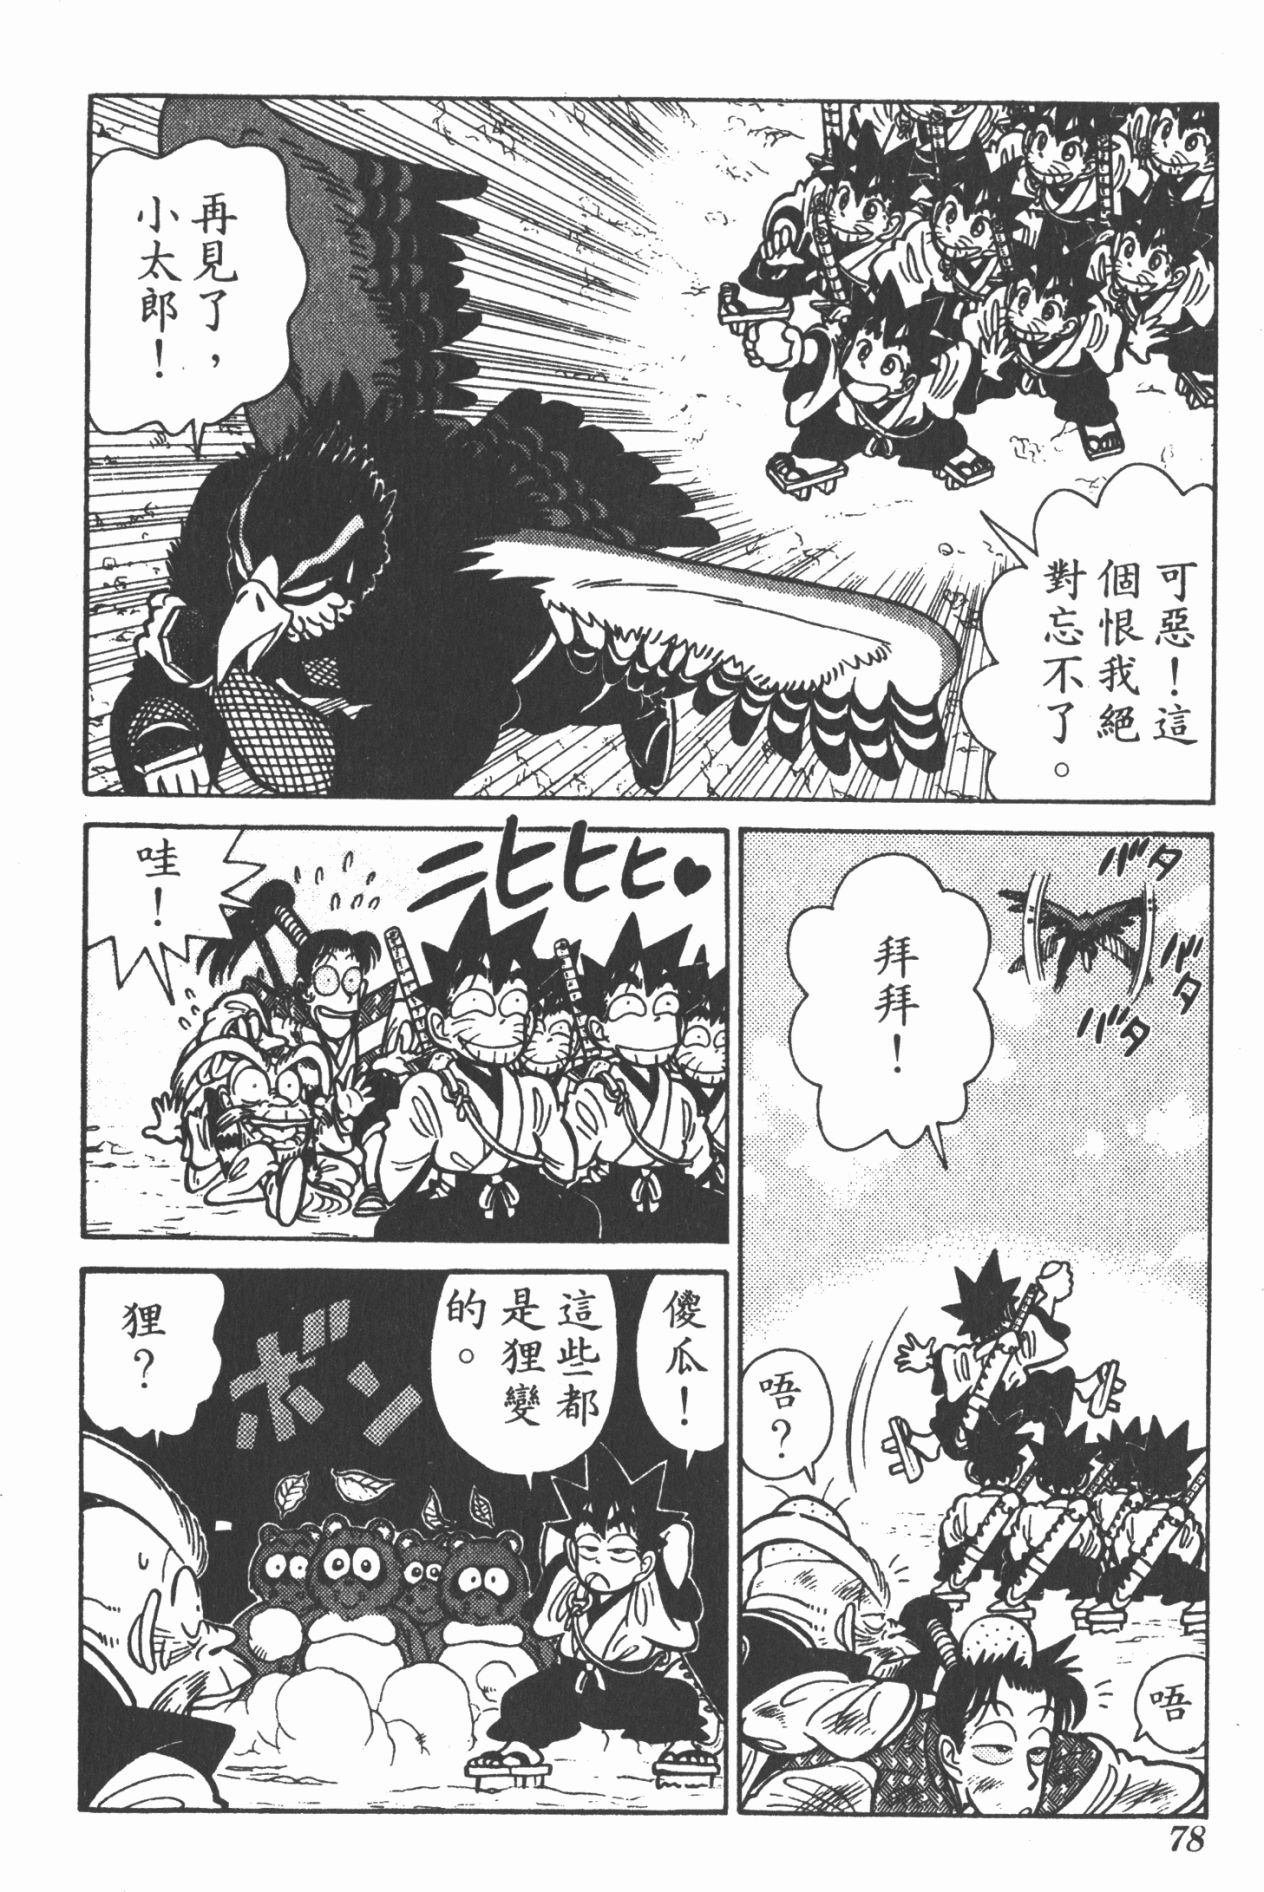 可惡！這
個恨我絕
對忘不了。
再見了，
小太郎！
バタ
バタ
バタ
拜拜！
唔？
唔
ニヒヒヒ♥
哇！
傻瓜！
這些都
是狸變
的。
ボン
狸？
78